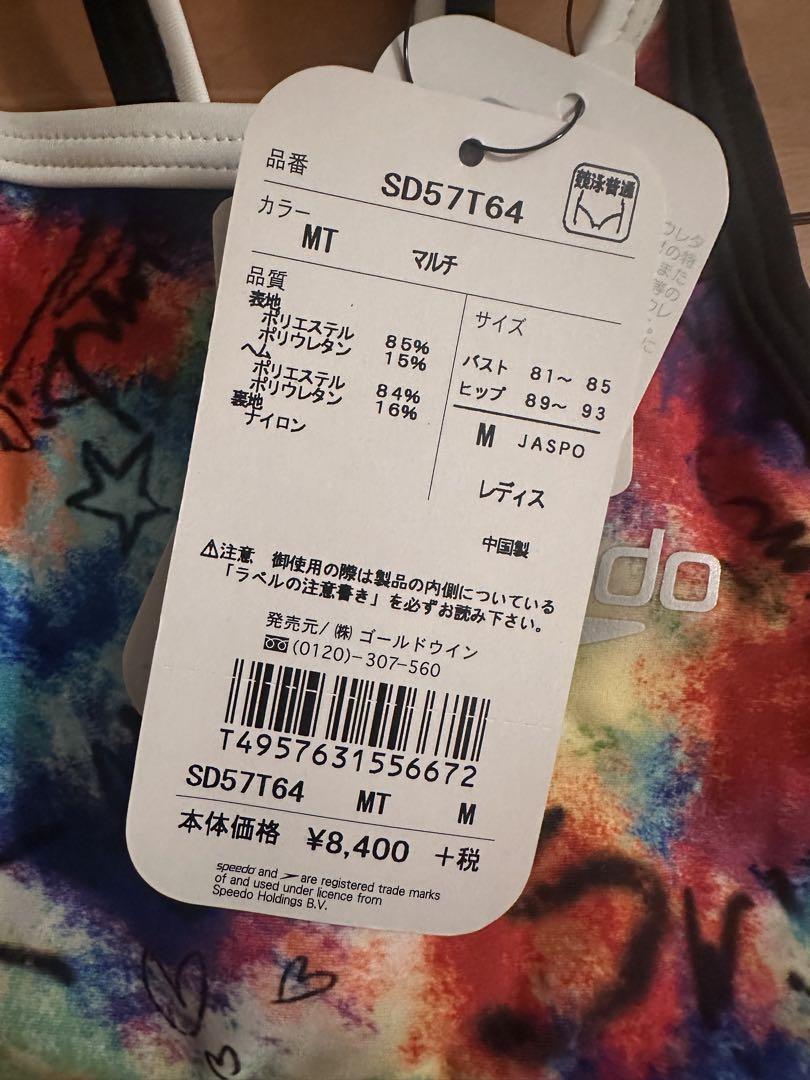 品番
SD57T64
競泳普通
カラー
MT
マルチ
品質
表地
ポリエステル 85%
ポリウレタン 15%
ヘム
ポリエステル 84%
ポリウレタン 16%
裏地
ナイロン
サイズ
バスト 81～ 85
ヒップ 89～ 93
M JASPO
レディス
中国製
⚠注意 御使用の際は製品の内側についている
「ラベルの注意書き」を必ずお読み下さい。
発売元/ ㈱ ゴールドウイン
(0120)-307-560
T4957631556672
SD57T64 MT M
本体価格 ¥8,400 +税
speedo and are registered trade marks
of and used under licence from
Speedo Holdings B.V.
do